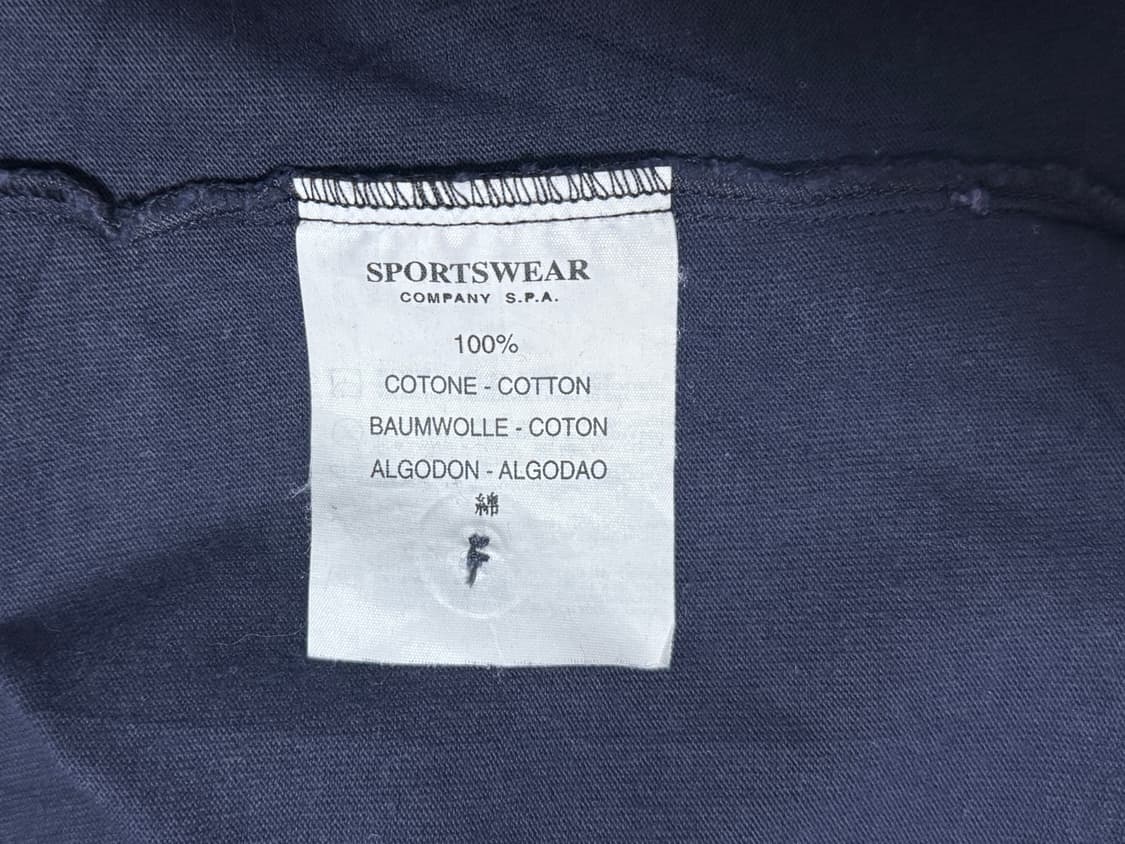 SPORTSWEAR
COMPANY S.P.A.
100%
COTONE - COTTON
BAUMWOLLE - COTON
ALGODON - ALGODAO
綿
F